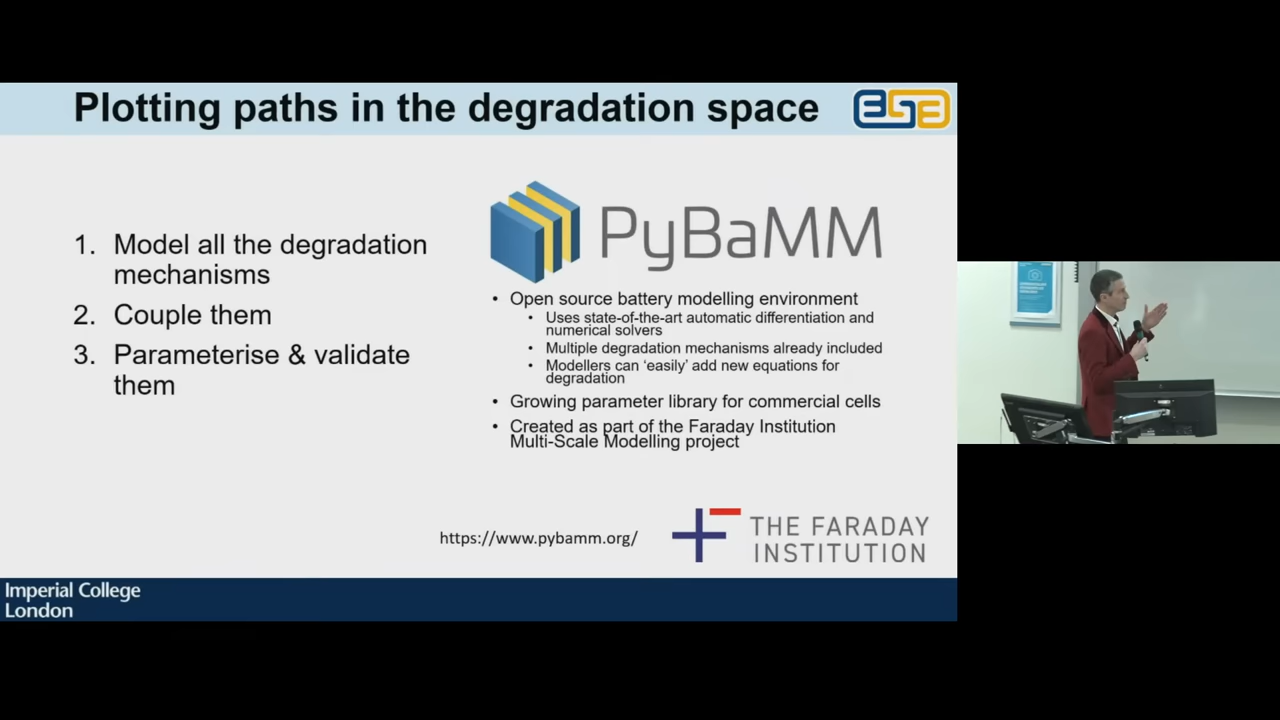 Plotting paths in the degradation space
1. Model all the degradation
mechanisms
2. Couple them
3. Parameterise & validate
them
PyBaMM
• Open source battery modelling environment
• Uses state-of-the-art automatic differentiation and
numerical solvers
• Multiple degradation mechanisms already included
• Modellers can ‘easily’ add new equations for
degradation
• Growing parameter library for commercial cells
• Created as part of the Faraday Institution
Multi-Scale Modelling project
https://www.pybamm.org/
THE FARADAY
INSTITUTION
Imperial College
London